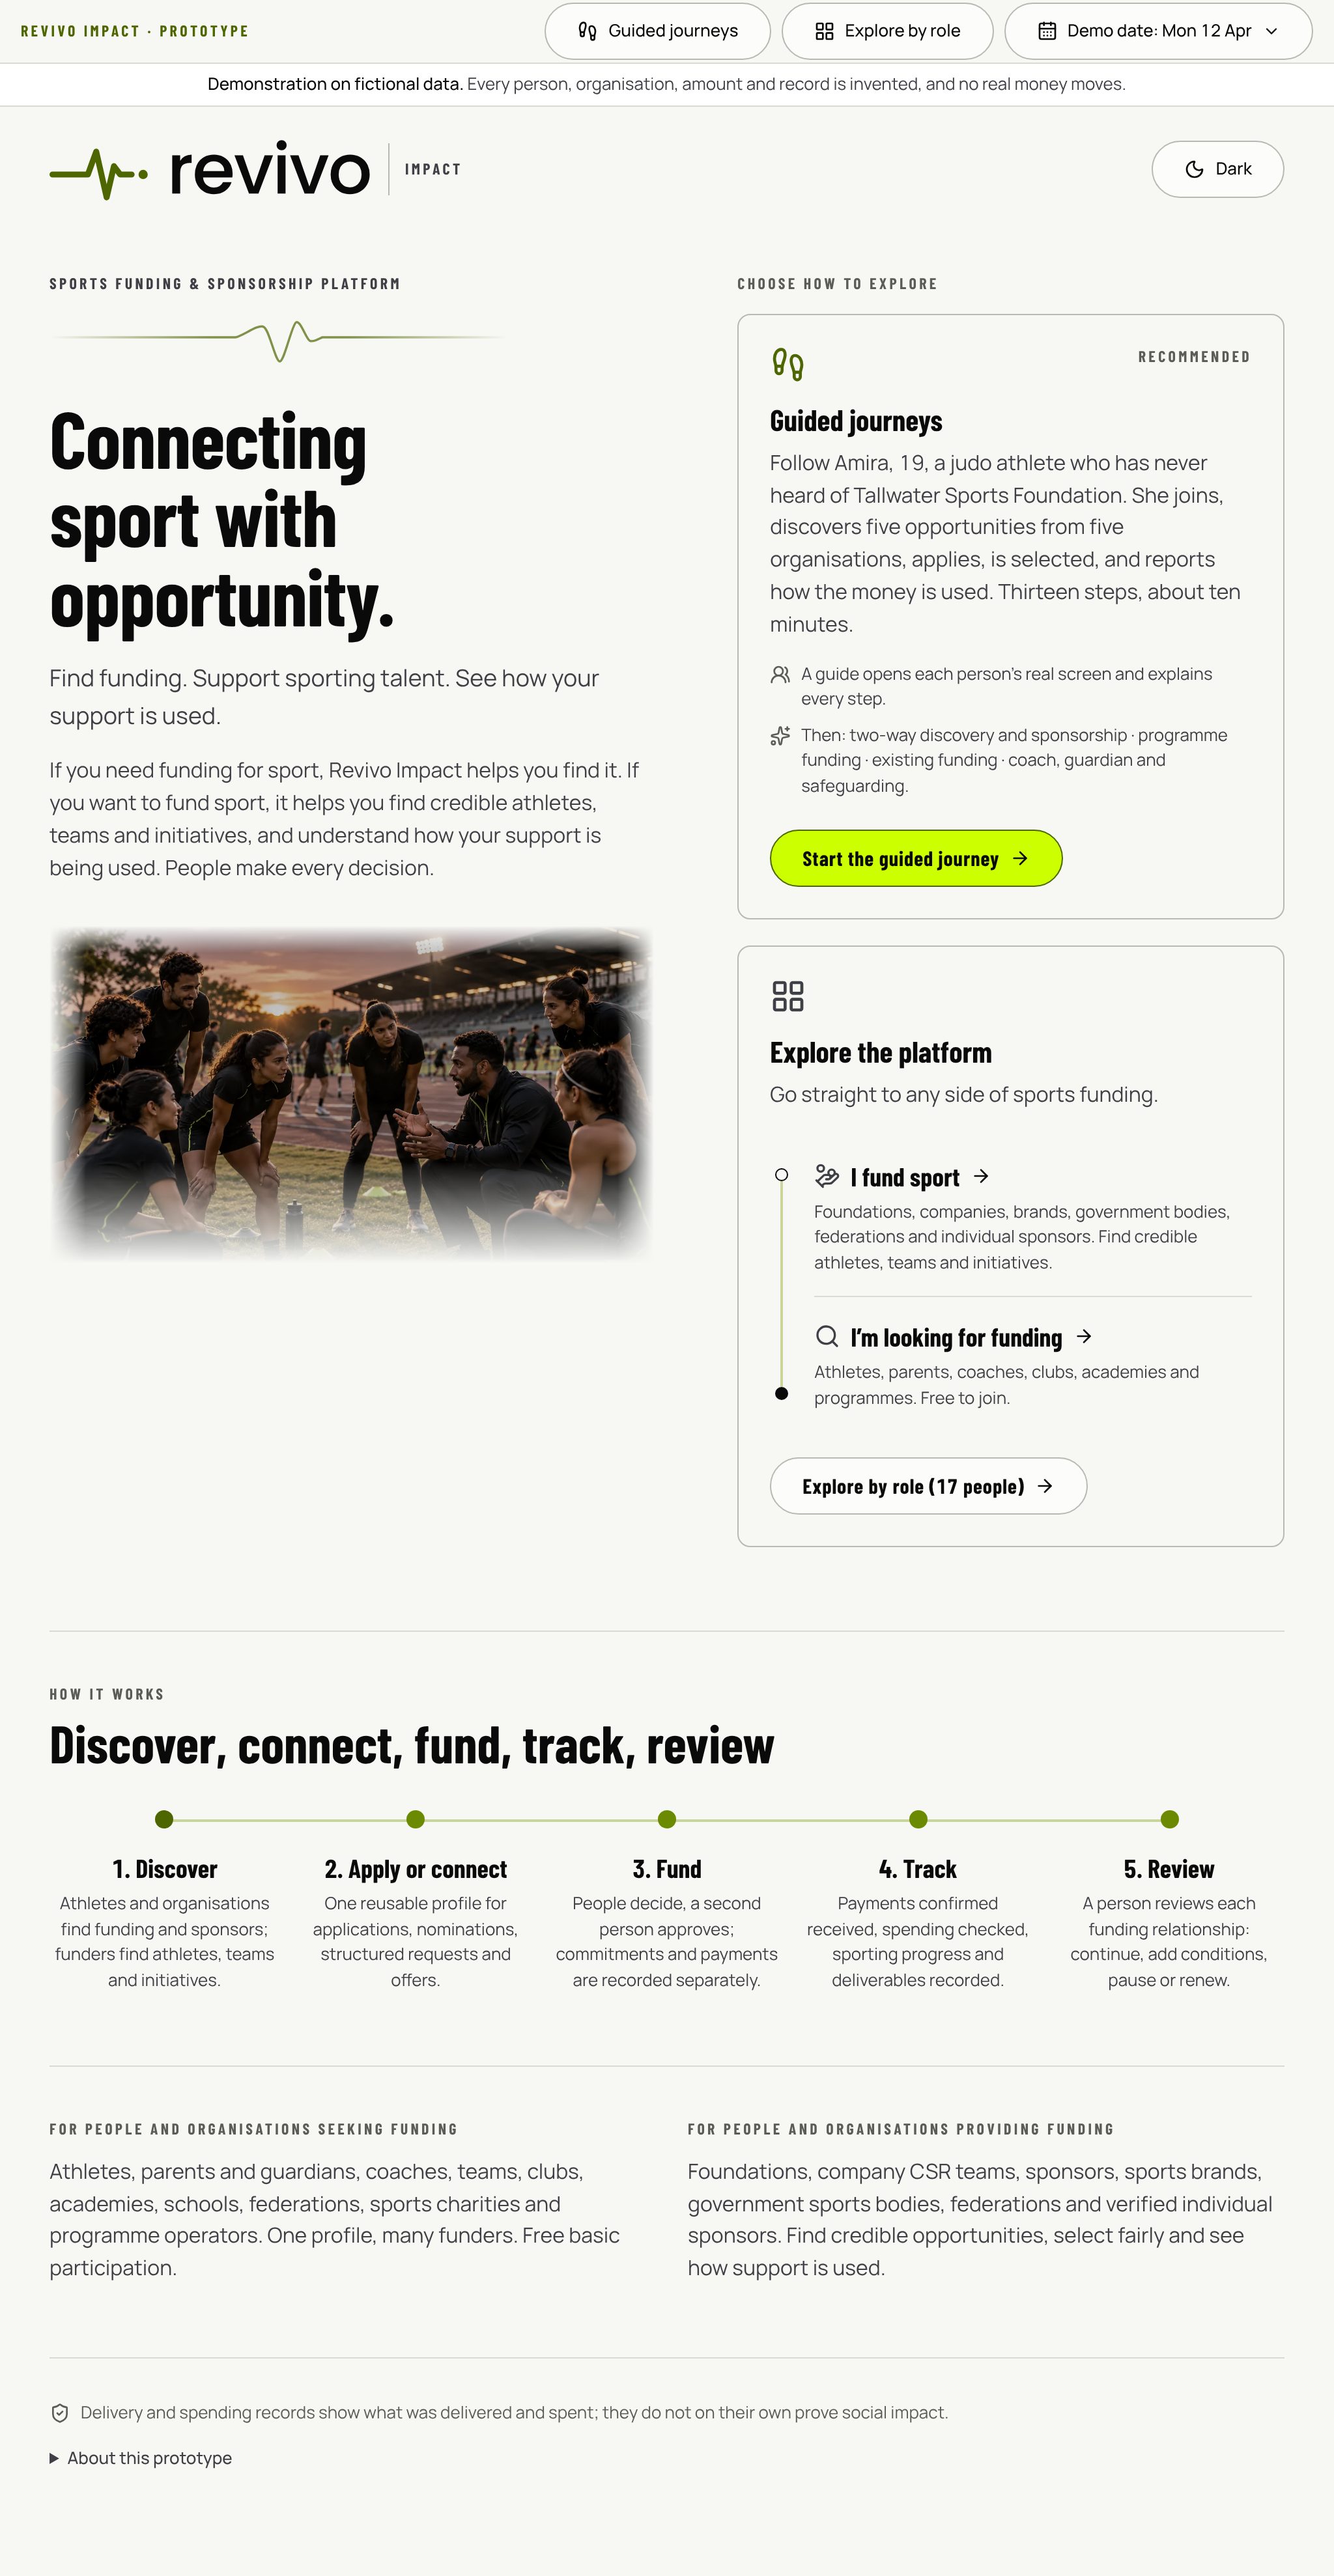 REVIVO IMPACT · PROTOTYPE
Guided journeys
Explore by role
Demo date: Mon 12 Apr
Demonstration on fictional data. Every person, organisation, amount and record is invented, and no real money moves.
revivo
IMPACT
Dark
SPORTS FUNDING & SPONSORSHIP PLATFORM
Connecting
sport with
opportunity.
Find funding. Support sporting talent. See how your
support is used.
If you need funding for sport, Revivo Impact helps you find it. If
you want to fund sport, it helps you find credible athletes,
teams and initiatives, and understand how your support is
being used. People make every decision.
CHOOSE HOW TO EXPLORE
RECOMMENDED
Guided journeys
Follow Amira, 19, a judo athlete who has never
heard of Tallwater Sports Foundation. She joins,
discovers five opportunities from five
organisations, applies, is selected, and reports
how the money is used. Thirteen steps, about ten
minutes.
A guide opens each person's real screen and explains
every step.
Then: two-way discovery and sponsorship · programme
funding · existing funding · coach, guardian and
safeguarding.
Start the guided journey
Explore the platform
Go straight to any side of sports funding.
I fund sport
Foundations, companies, brands, government bodies,
federations and individual sponsors. Find credible
athletes, teams and initiatives.
I'm looking for funding
Athletes, parents, coaches, clubs, academies and
programmes. Free to join.
Explore by role (17 people)
HOW IT WORKS
Discover, connect, fund, track, review
1. Discover
Athletes and organisations
find funding and sponsors;
funders find athletes, teams
and initiatives.
2. Apply or connect
One reusable profile for
applications, nominations,
structured requests and
offers.
3. Fund
People decide, a second
person approves;
commitments and payments
are recorded separately.
4. Track
Payments confirmed
received, spending checked,
sporting progress and
deliverables recorded.
5. Review
A person reviews each
funding relationship:
continue, add conditions,
pause or renew.
FOR PEOPLE AND ORGANISATIONS SEEKING FUNDING
Athletes, parents and guardians, coaches, teams, clubs,
academies, schools, federations, sports charities and
programme operators. One profile, many funders. Free basic
participation.
FOR PEOPLE AND ORGANISATIONS PROVIDING FUNDING
Foundations, company CSR teams, sponsors, sports brands,
government sports bodies, federations and verified individual
sponsors. Find credible opportunities, select fairly and see
how support is used.
Delivery and spending records show what was delivered and spent; they do not on their own prove social impact.
About this prototype